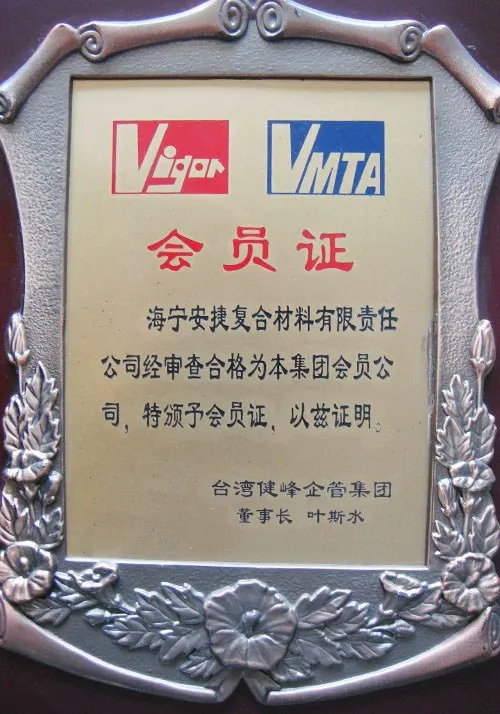 Vigor VMTA
会员证
海宁安捷复合材料有限责任
公司经审查合格为本集团会员公
司，特颁予会员证，以兹证明。
台湾健峰企管集团
董事长 叶斯水